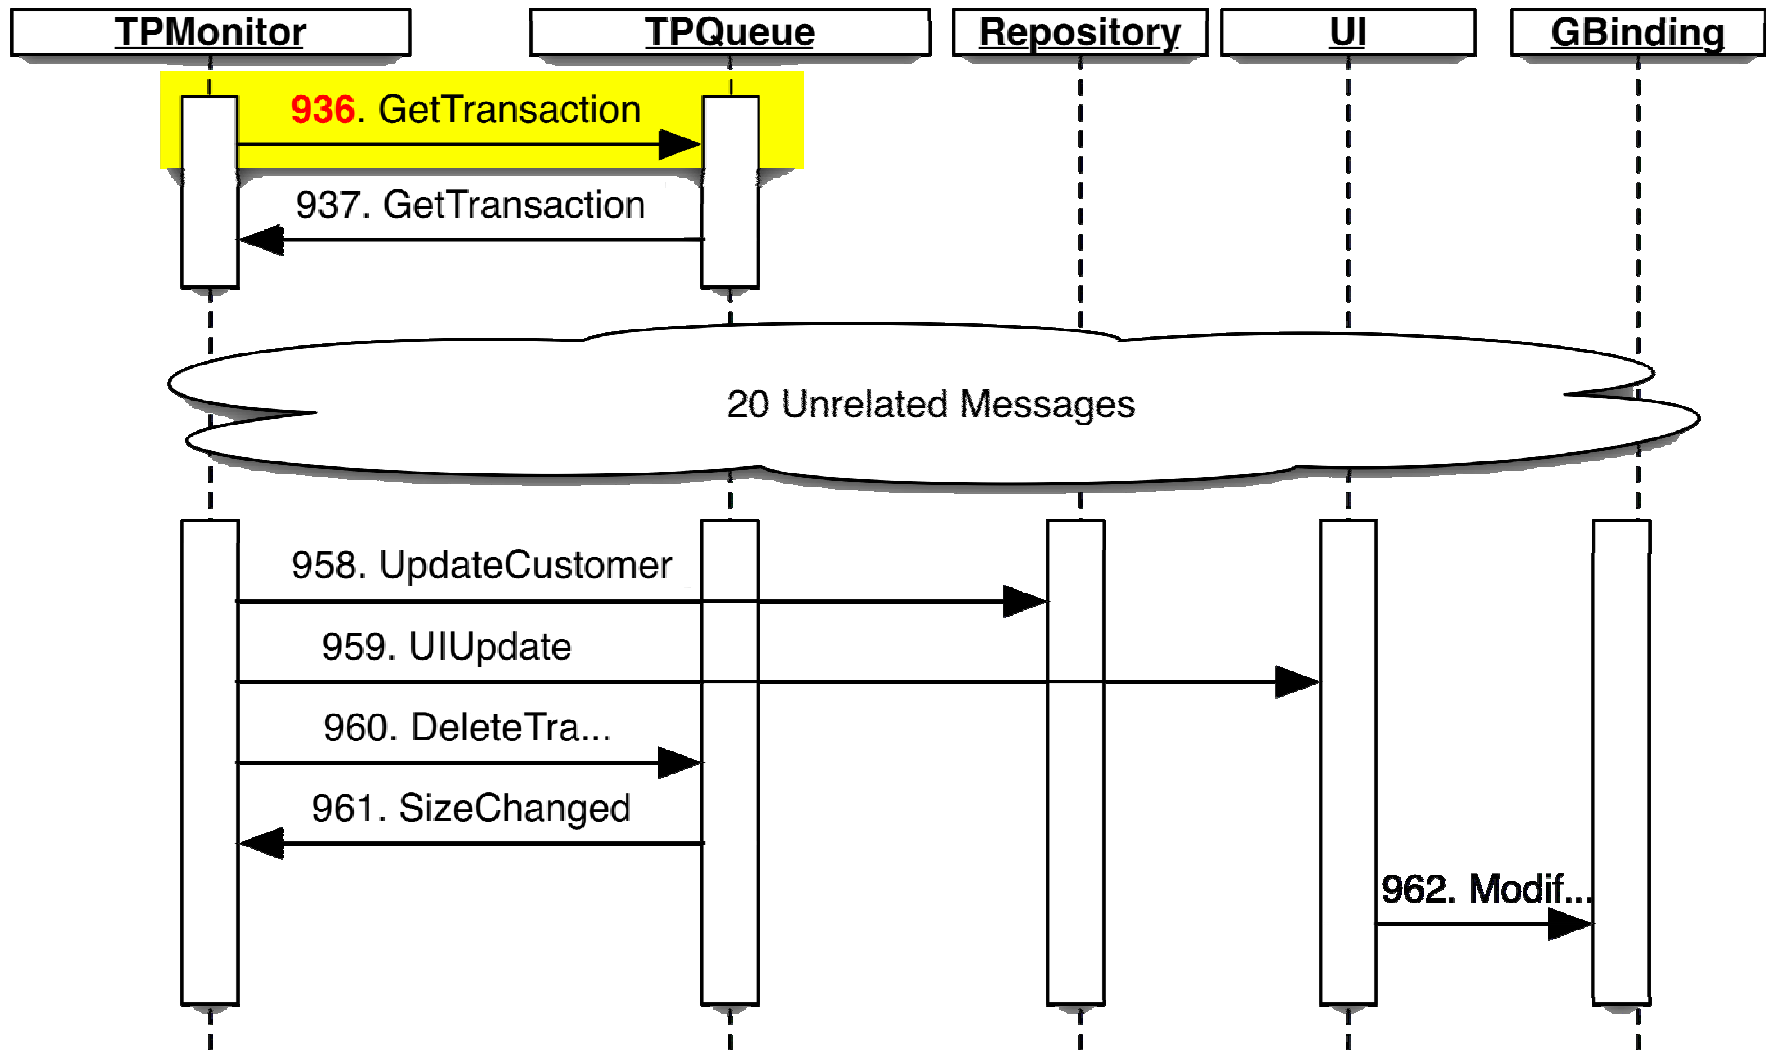 TPMonitor TPQueue Repository UI GBinding
936. GetTransaction
937. GetTransaction
20 Unrelated Messages
958. UpdateCustomer
959. UIUpdate
960. DeleteTra...
961. SizeChanged
962. Modif...